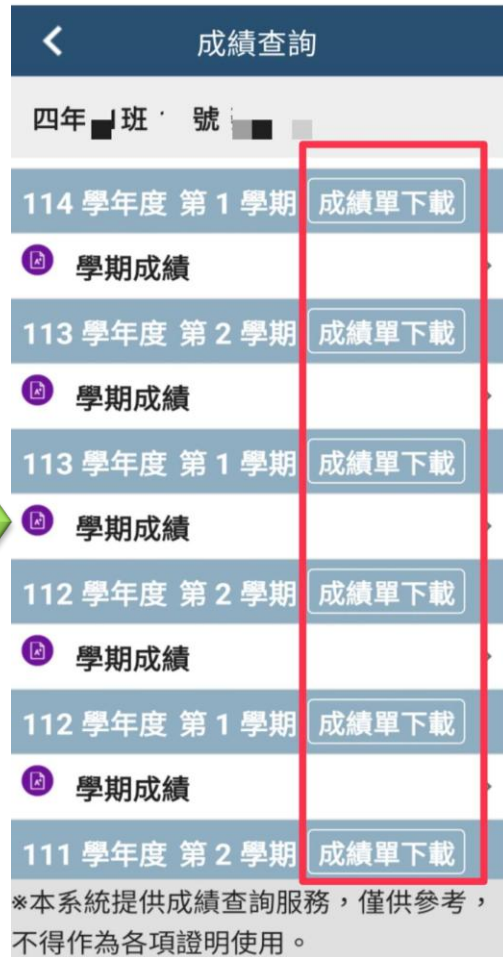 成績查詢
四年 班 號
114 學年度 第 1 學期 成績單下載
學期成績
113 學年度 第 2 學期 成績單下載
學期成績
113 學年度 第 1 學期 成績單下載
學期成績
112 學年度 第 2 學期 成績單下載
學期成績
112 學年度 第 1 學期 成績單下載
學期成績
111 學年度 第 2 學期 成績單下載
※本系統提供成績查詢服務,僅供參考,
不得作為各項證明使用。